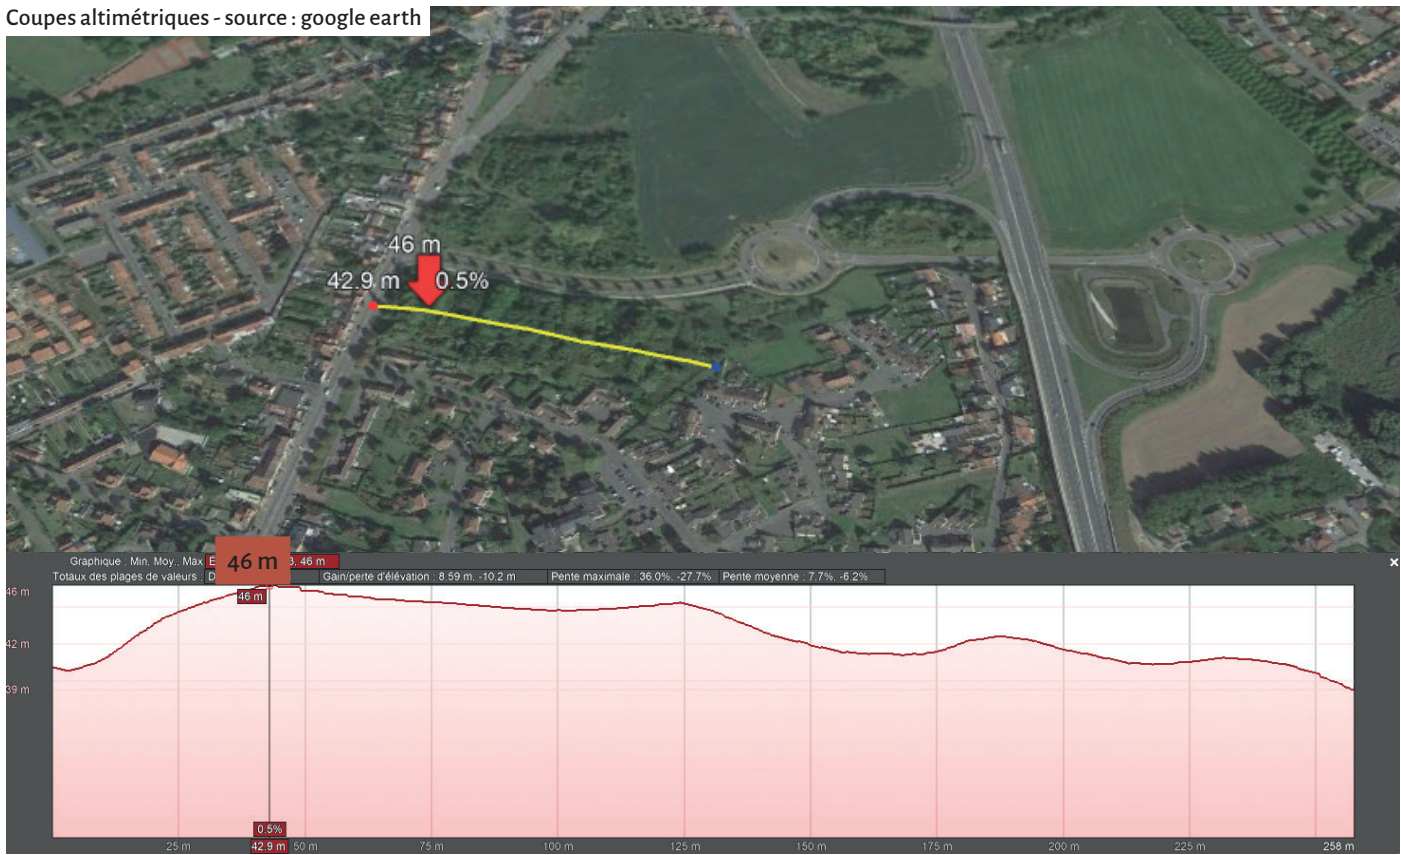 Coupes altimétriques - source : google earth
46 m
42.9 m 0.5%
46 m
Graphique : Min. Moy., Max 46 m
Totaux des plages de valeurs : Gain/perte d'élévation : 8.59 m. -10.2 m Pente maximale : 36.0%. -27.7% Pente moyenne : 7.7%. -6.2%
46 m
46 m
42 m
39 m
0.5%
25 m 42.9 m 50 m 75 m 100 m 125 m 150 m 175 m 200 m 225 m 258 m